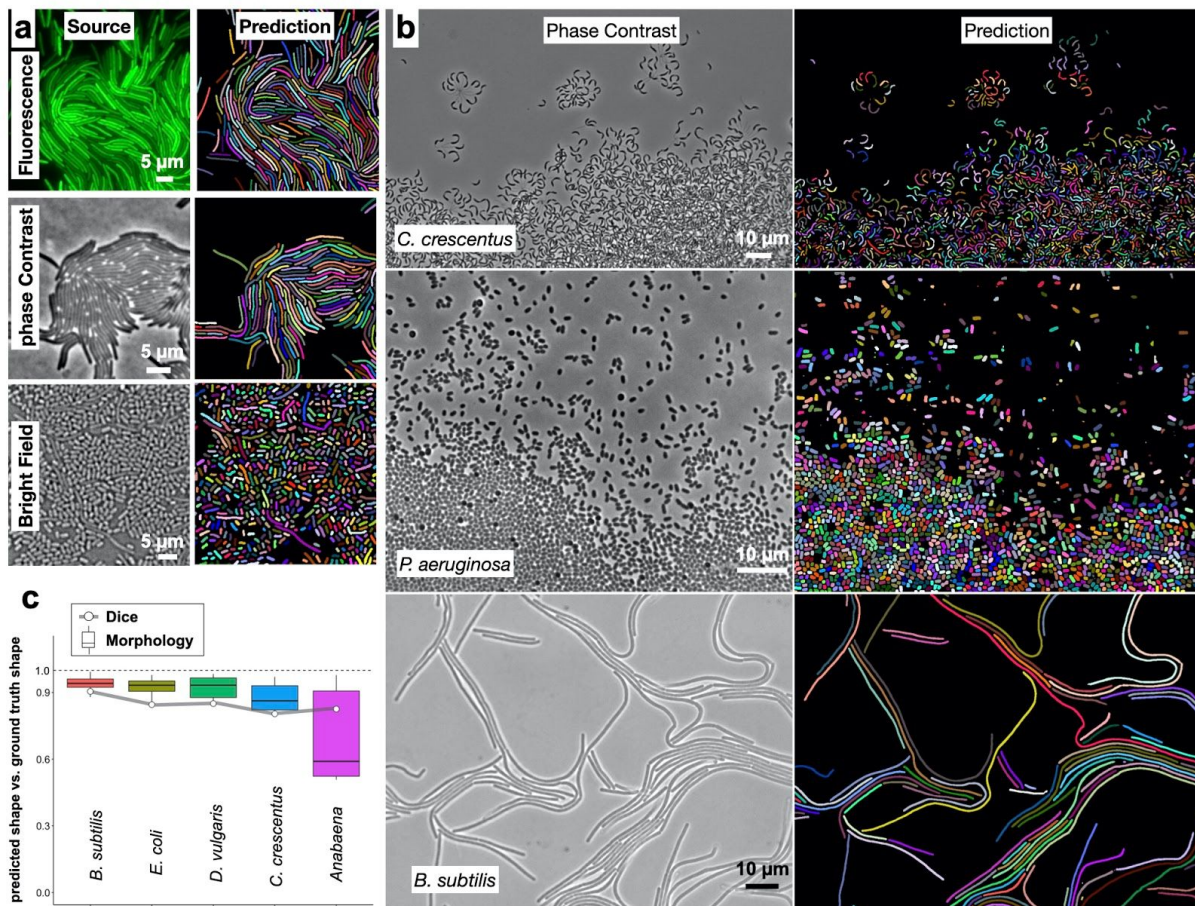 a
Source
Prediction
Fluorescence
5 µm
phase Contrast
5 µm
Bright Field
5 µm
b
Phase Contrast
Prediction
C. crescentus
10 µm
P. aeruginosa
10 µm
B. subtilis
10 µm
c
Dice
Morphology
predicted shape vs. ground truth shape
1.0
0.9
0.6
0.3
0.0
B. subtilis
E. coli
D. vulgaris
C. crescentus
Anabaena